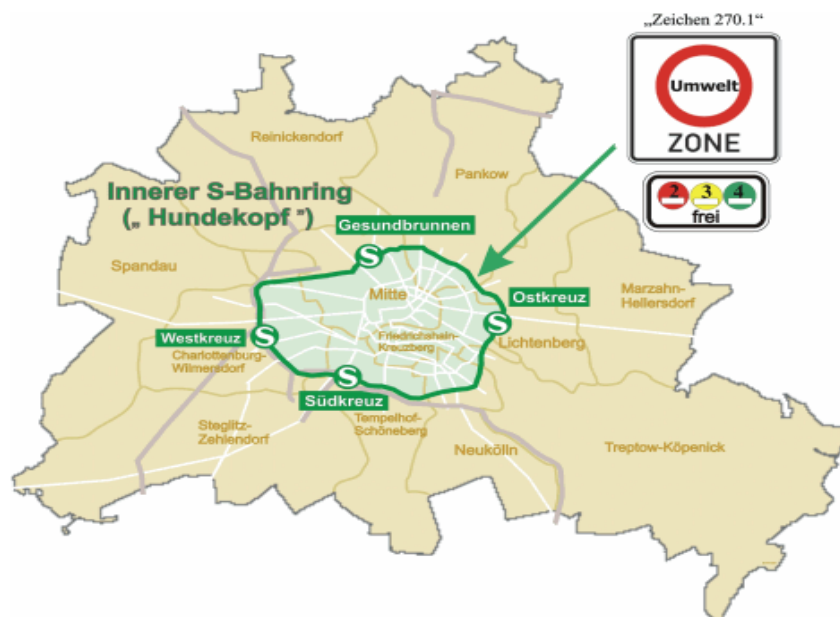 „Zeichen 270.1“
Umwelt
ZONE
2 3 4
frei
Reinickendorf
Pankow
Innerer S-Bahnring
(„ Hundekopf ”)
Gesundbrunnen
S
Spandau
Mitte
Ostkreuz
Marzahn-
Hellersdorf
S
Westkreuz
S
Friedrichshain-
Kreuzberg
Lichtenberg
Charlottenburg-
Wilmersdorf
S
Südkreuz
Steglitz-
Zehlendorf
Tempelhof-
Schöneberg
Neukölln
Treptow-Köpenick